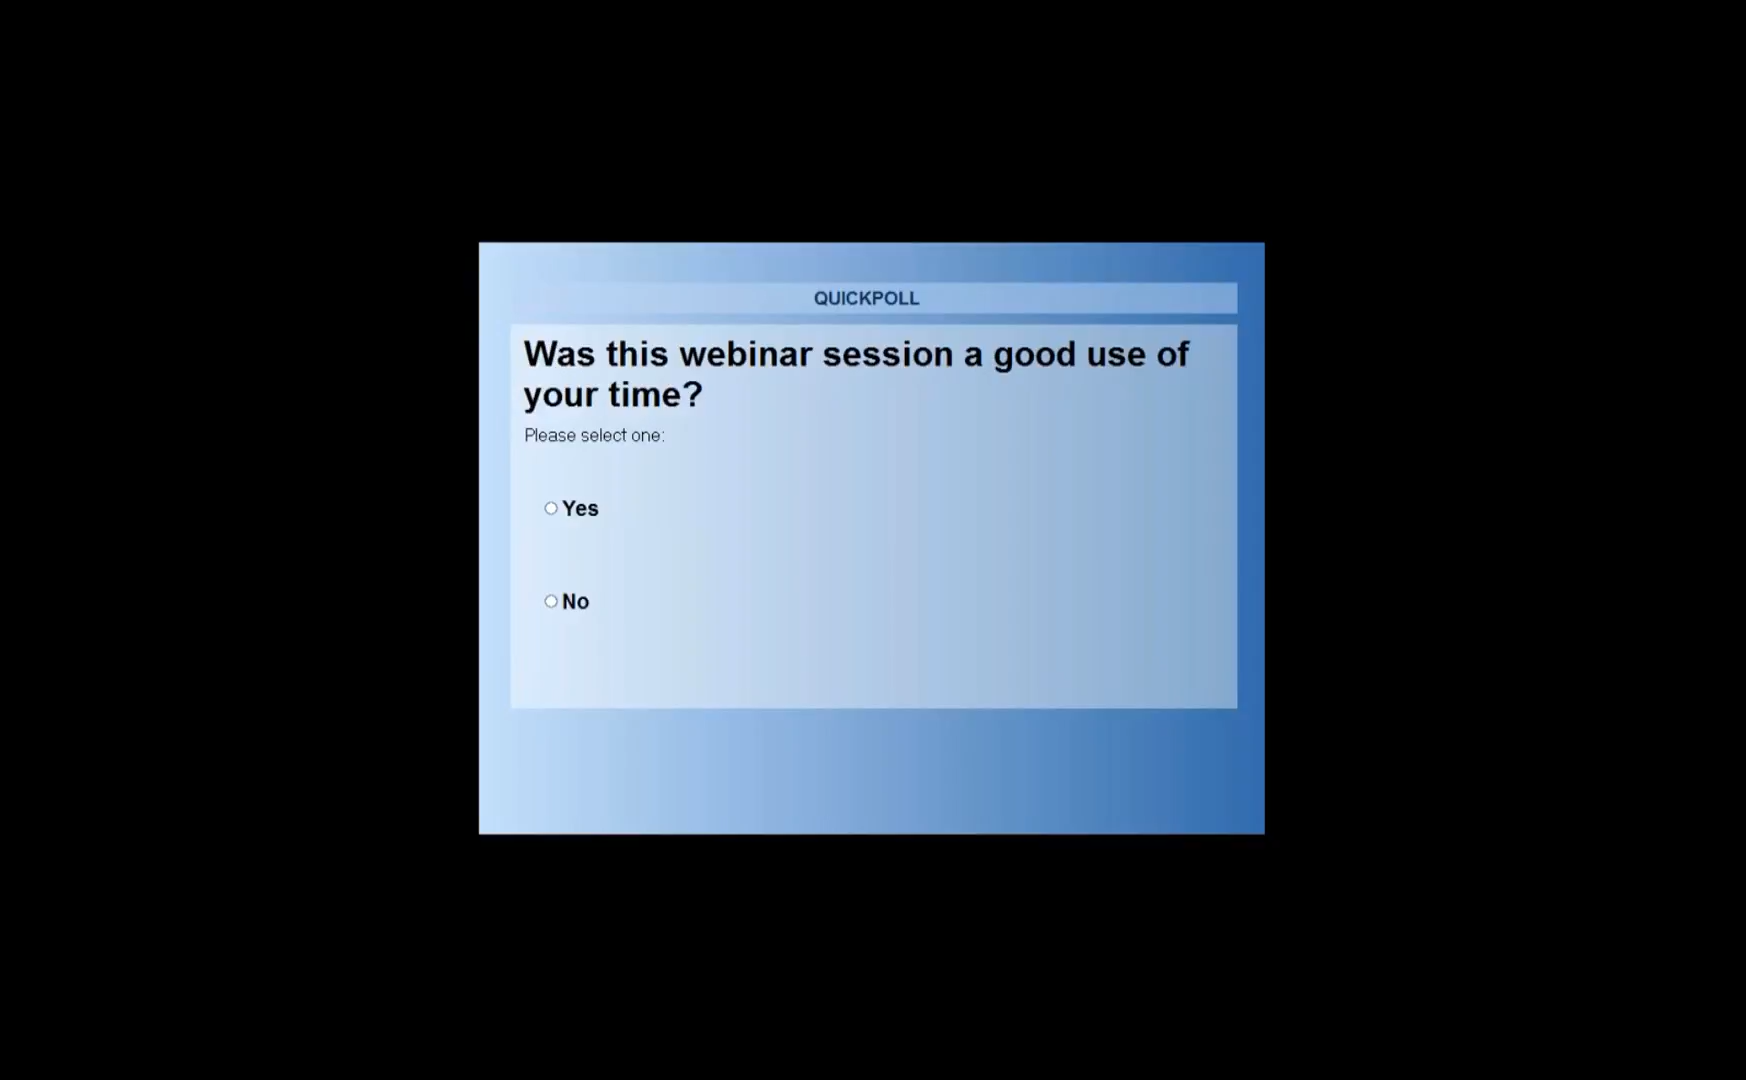 QUICKPOLL
Was this webinar session a good use of
your time?
Please select one:
Yes
No